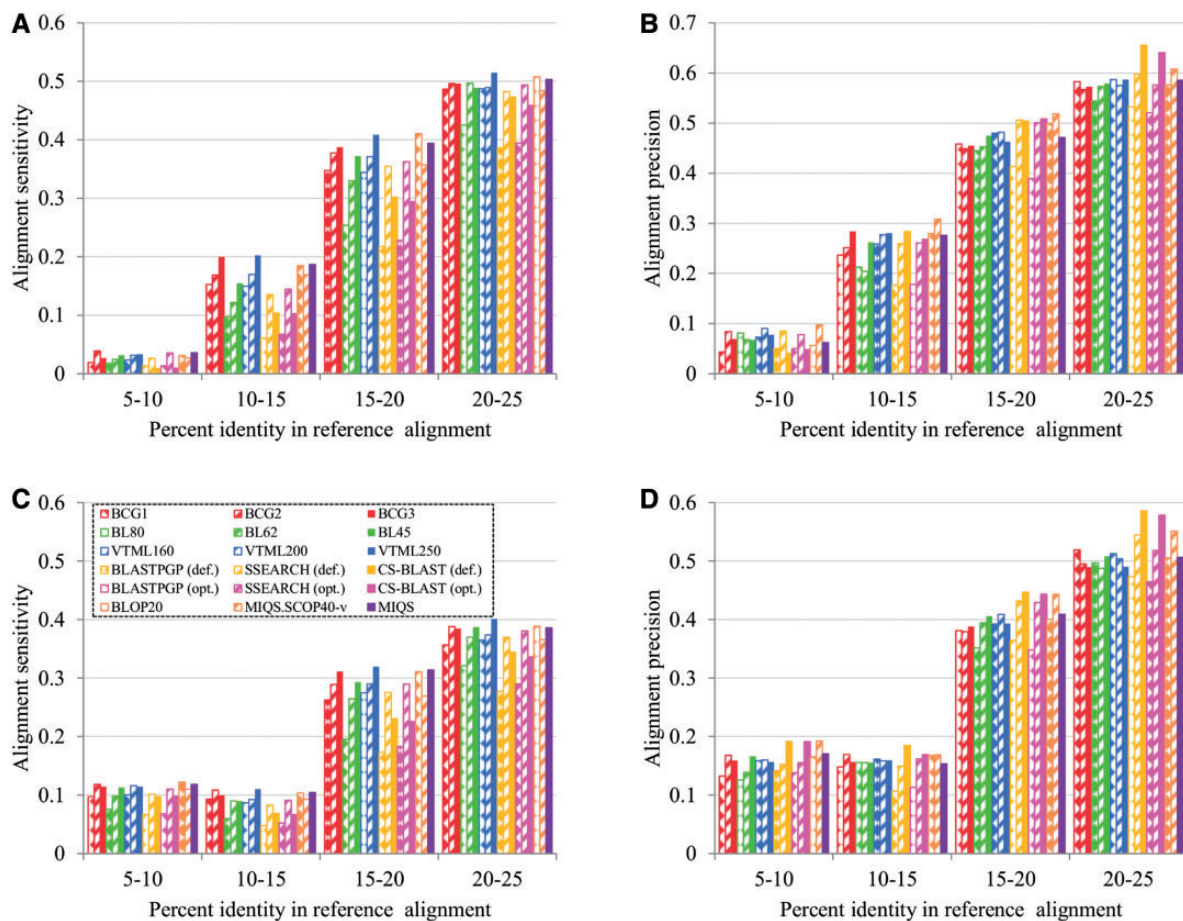 A
Alignment sensitivity
0.6
0.5
0.4
0.3
0.2
0.1
0
5-10 10-15 15-20 20-25
Percent identity in reference alignment
B
Alignment precision
0.7
0.6
0.5
0.4
0.3
0.2
0.1
0
5-10 10-15 15-20 20-25
Percent identity in reference alignment
C
Alignment sensitivity
0.6
0.5
0.4
0.3
0.2
0.1
0
BCG1 BCG2 BCG3
BL80 BL62 BL45
VTML160 VTML200 VTML250
BLASTPGP (def.) SSEARCH (def.) CS-BLAST (def.)
BLASTPGP (opt.) SSEARCH (opt.) CS-BLAST (opt.)
BLOP20 MIQS.SCOP40-v MIQS
5-10 10-15 15-20 20-25
Percent identity in reference alignment
D
Alignment precision
0.6
0.5
0.4
0.3
0.2
0.1
0
5-10 10-15 15-20 20-25
Percent identity in reference alignment